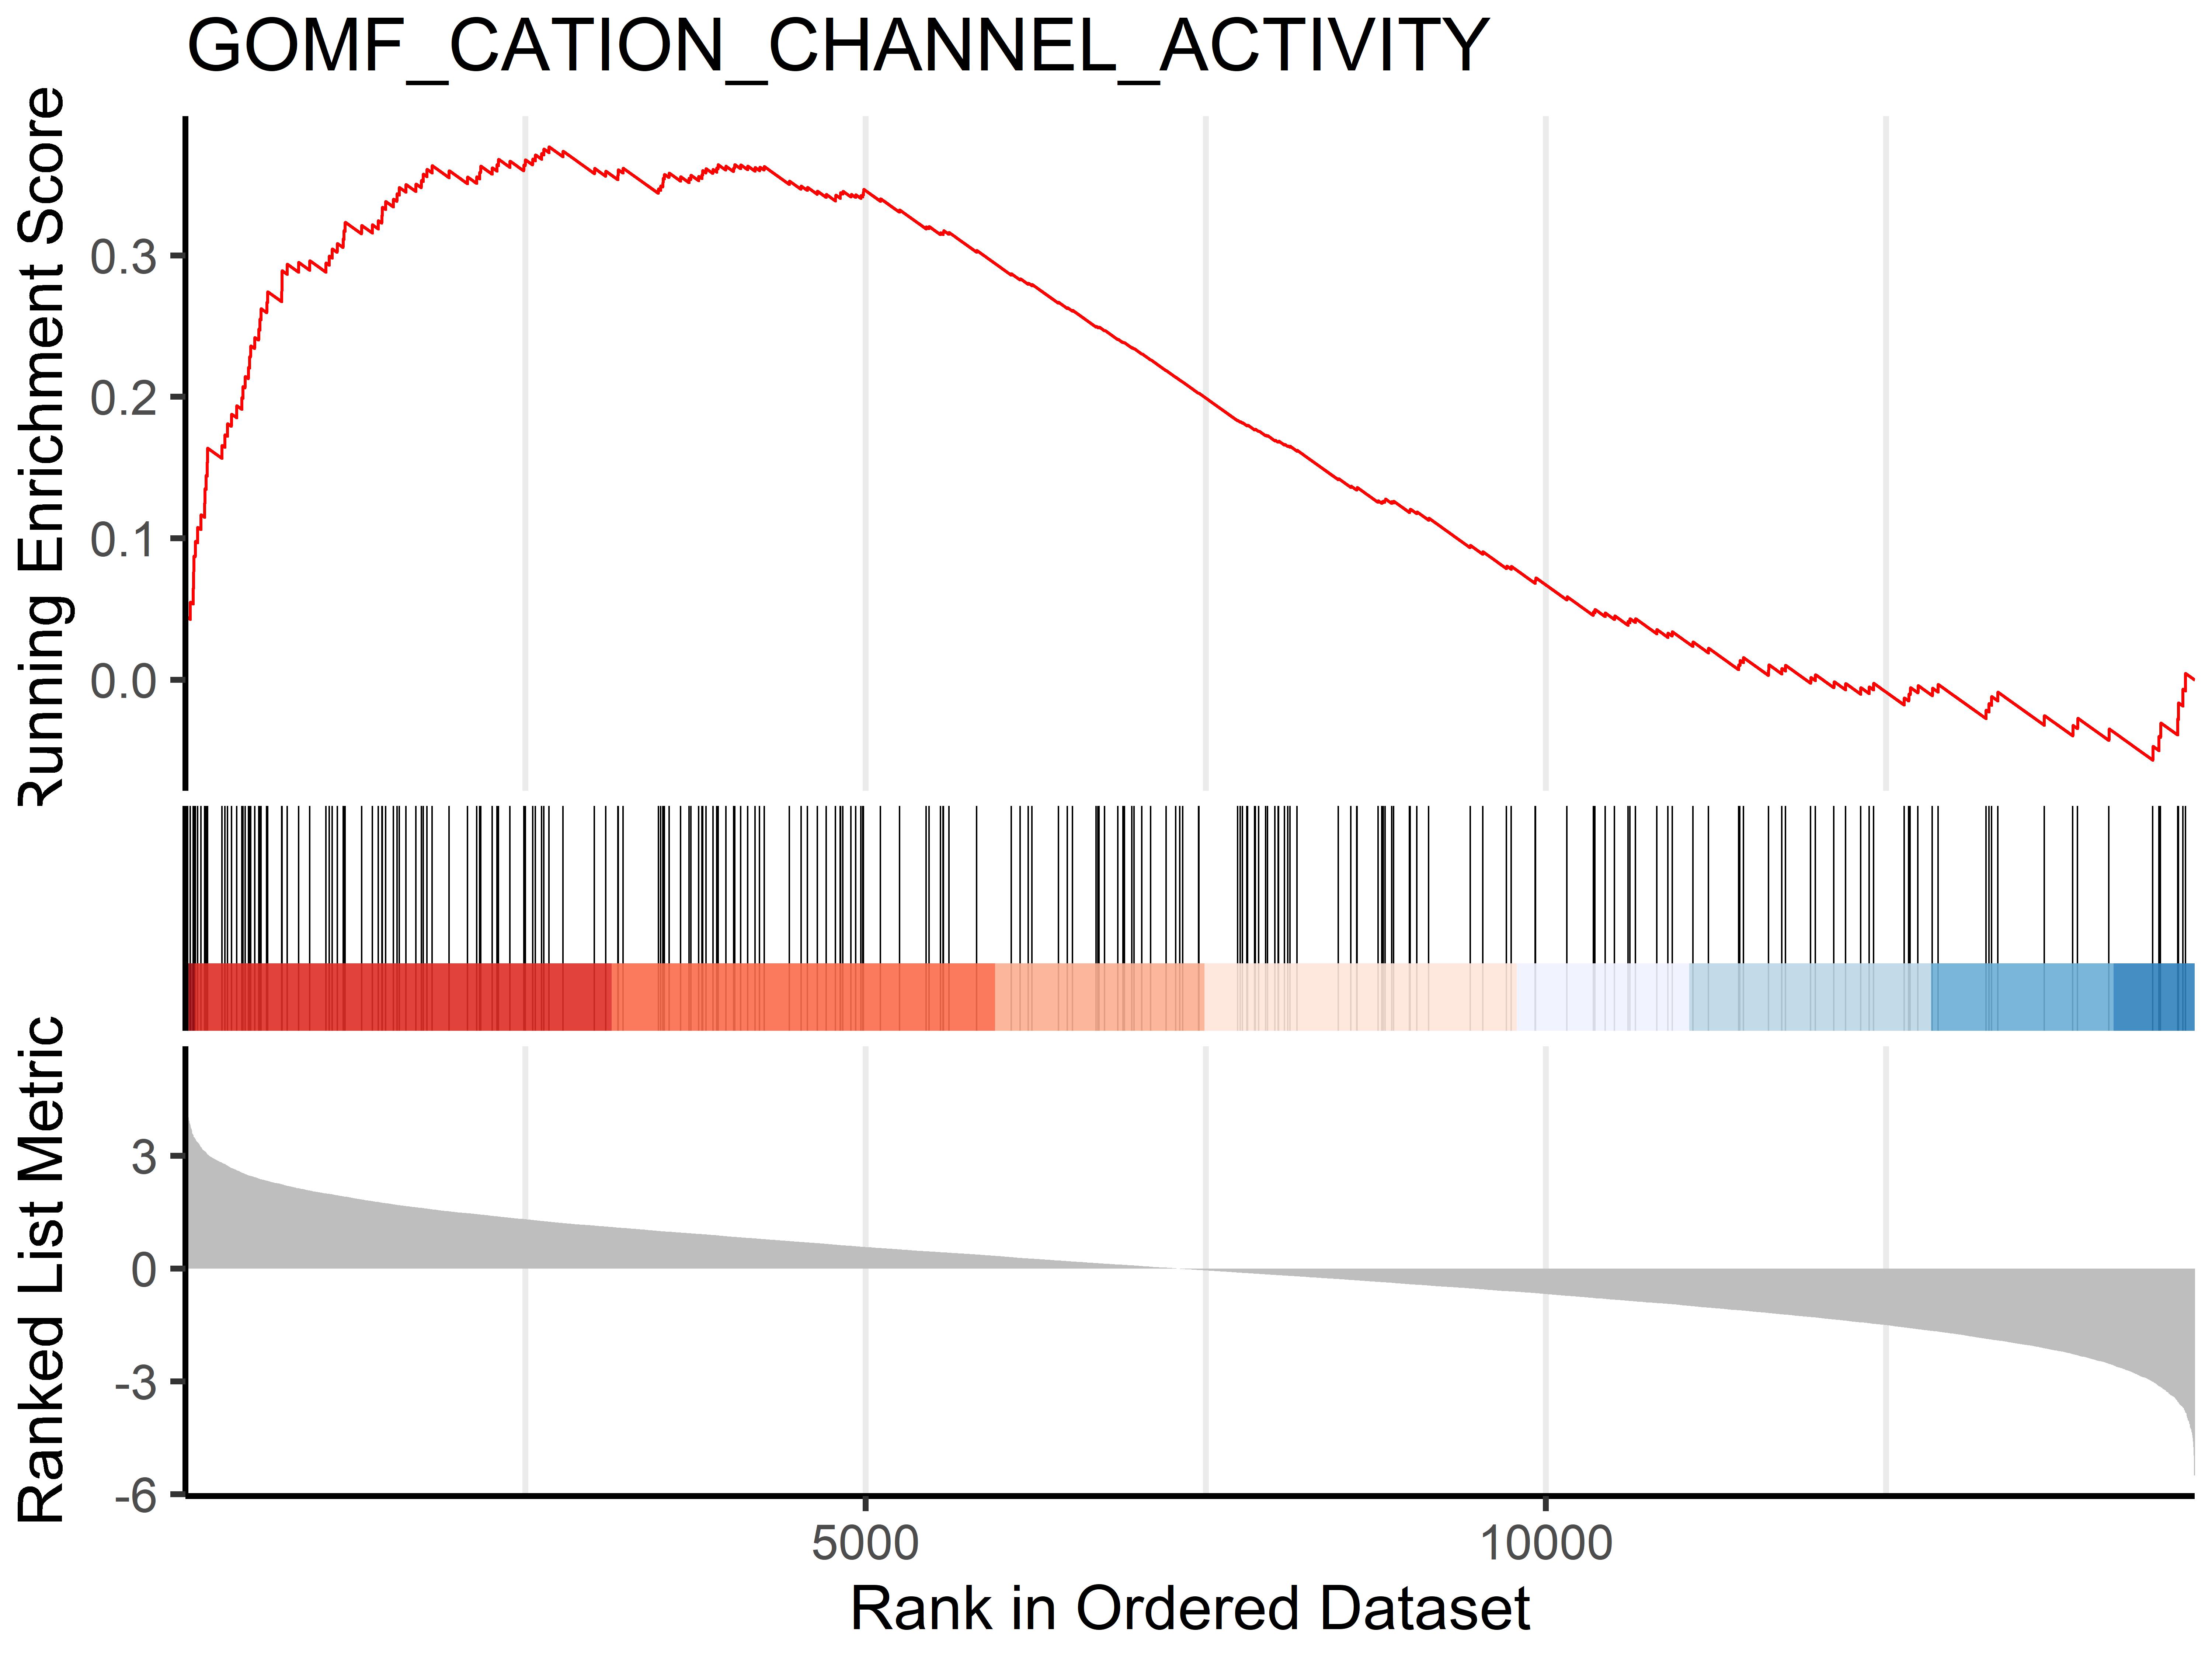 GOMF_CATION_CHANNEL_ACTIVITY
Running Enrichment Score
0.3
0.2
0.1
0.0
Ranked List Metric
3
0
-3
-6
5000
10000
Rank in Ordered Dataset